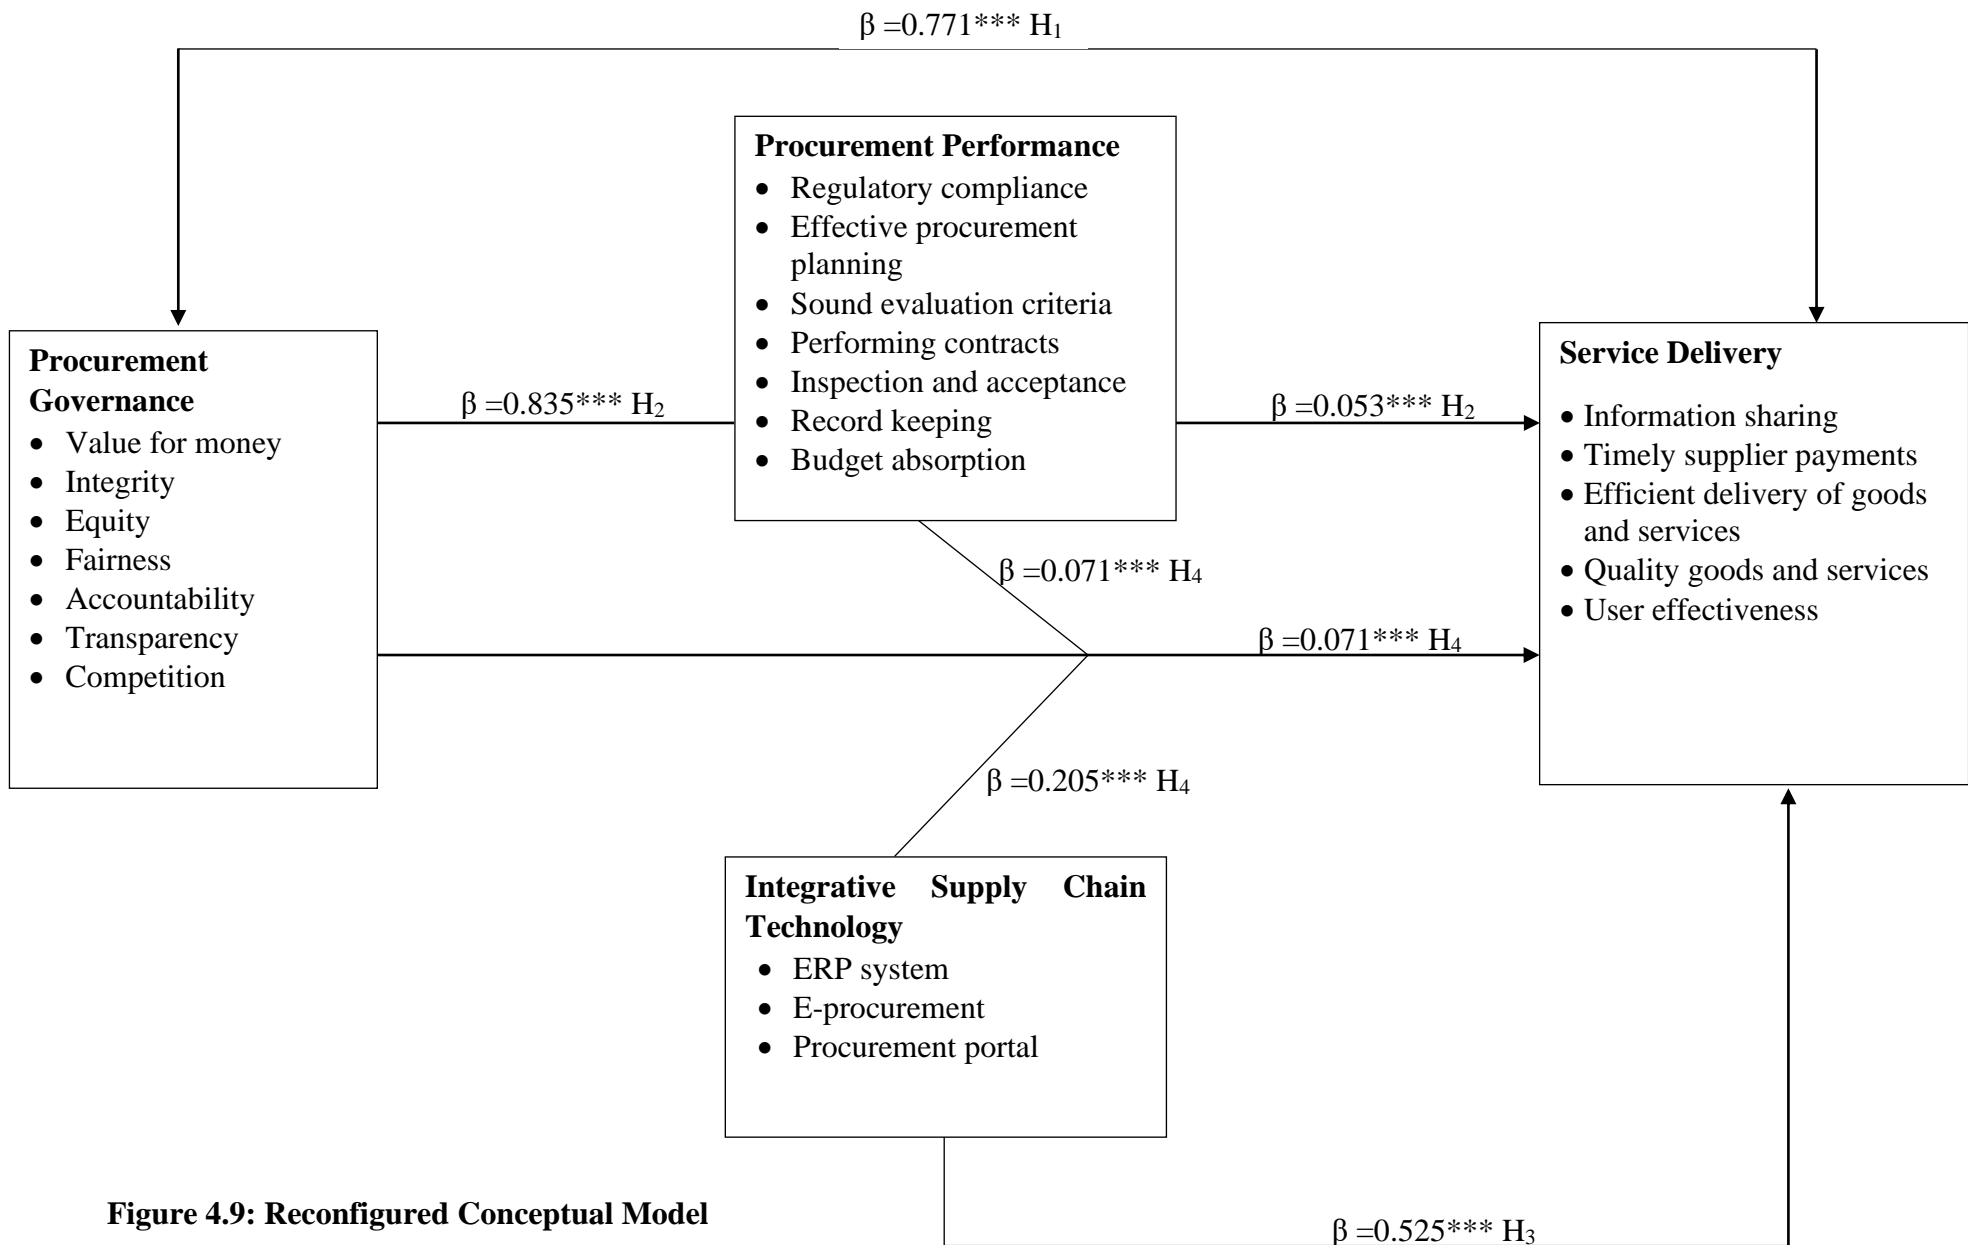 β =0.771*** H₁
Procurement Performance
• Regulatory compliance
• Effective procurement
planning
• Sound evaluation criteria
• Performing contracts
• Inspection and acceptance
• Record keeping
• Budget absorption
Procurement
Governance
• Value for money
• Integrity
• Equity
• Fairness
• Accountability
• Transparency
• Competition
β =0.835*** H₂
β =0.053*** H₂
Service Delivery
• Information sharing
• Timely supplier payments
• Efficient delivery of goods
and services
• Quality goods and services
• User effectiveness
β =0.071*** H₄
β =0.071*** H₄
β =0.205*** H₄
Integrative Supply Chain
Technology
• ERP system
• E-procurement
• Procurement portal
Figure 4.9: Reconfigured Conceptual Model
β =0.525*** H₃